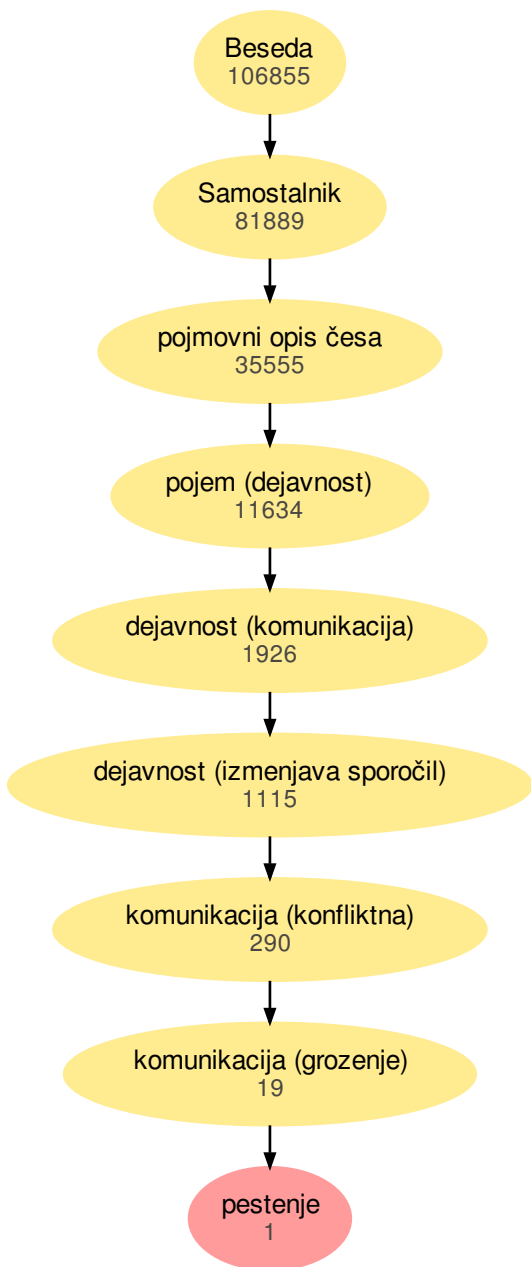 Beseda
106855
Samostalnik
81889
pojmovni opis česa
35555
pojem (dejavnost)
11634
dejavnost (komunikacija)
1926
dejavnost (izmenjava sporočil)
1115
komunikacija (konfliktna)
290
komunikacija (grozenje)
19
pestenje
1